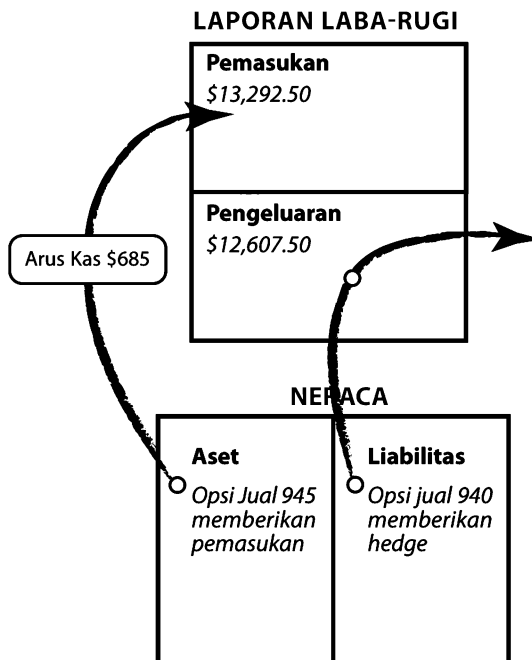 LAPORAN LABA-RUGI
Pemasukan
$13,292.50
Pengeluaran
$12,607.50
Arus Kas $685
NERACA
Aset
Opsi Jual 945
memberikan
pemasukan
Liabilitas
Opsi jual 940
memberikan
hedge